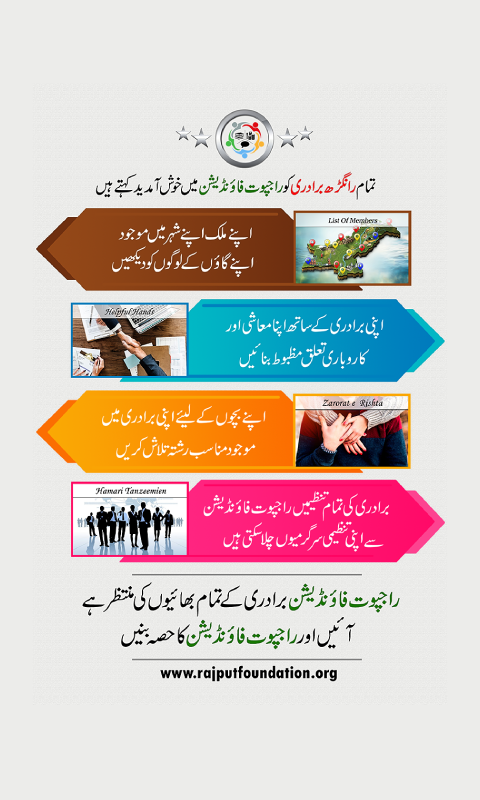 تمام رانگڑھ برادری کو راجپوت فاؤنڈیشن میں خوش آمدید کہتے ہیں
اپنے ملک اپنے شہر میں موجود
اپنے گاؤں کے لوگوں کو دیکھیں
List Of Members
Helpful Hands
اپنی برادری کے ساتھ اپنا معاشی اور
کاروباری تعلق مظبوط بنائیں
اپنے بچوں کے لیئے اپنی برادری میں
موجود مناسب رشتہ تلاش کریں
Zarorat e Rishta
Hamari Tanzeemien
برادری کی تمام تنظیمیں راجپوت فاؤنڈیشن
سے اپنی تنظیمی سرگرمیوں چلا سکتی ہیں
راجپوت فاؤنڈیشن برادری کے تمام بھائیوں کی منتظر ہے
آئیں اور راجپوت فاؤنڈیشن کا حصہ بنیں
www.rajputfoundation.org